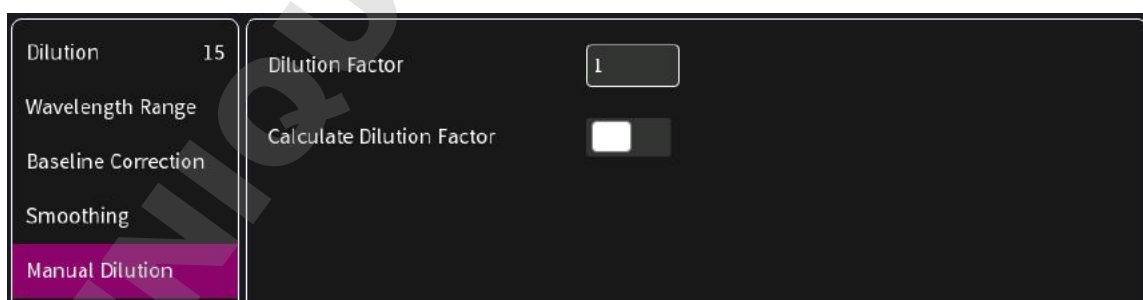 Dilution 15
Wavelength Range
Baseline Correction
Smoothing
Manual Dilution
Dilution Factor 1
Calculate Dilution Factor